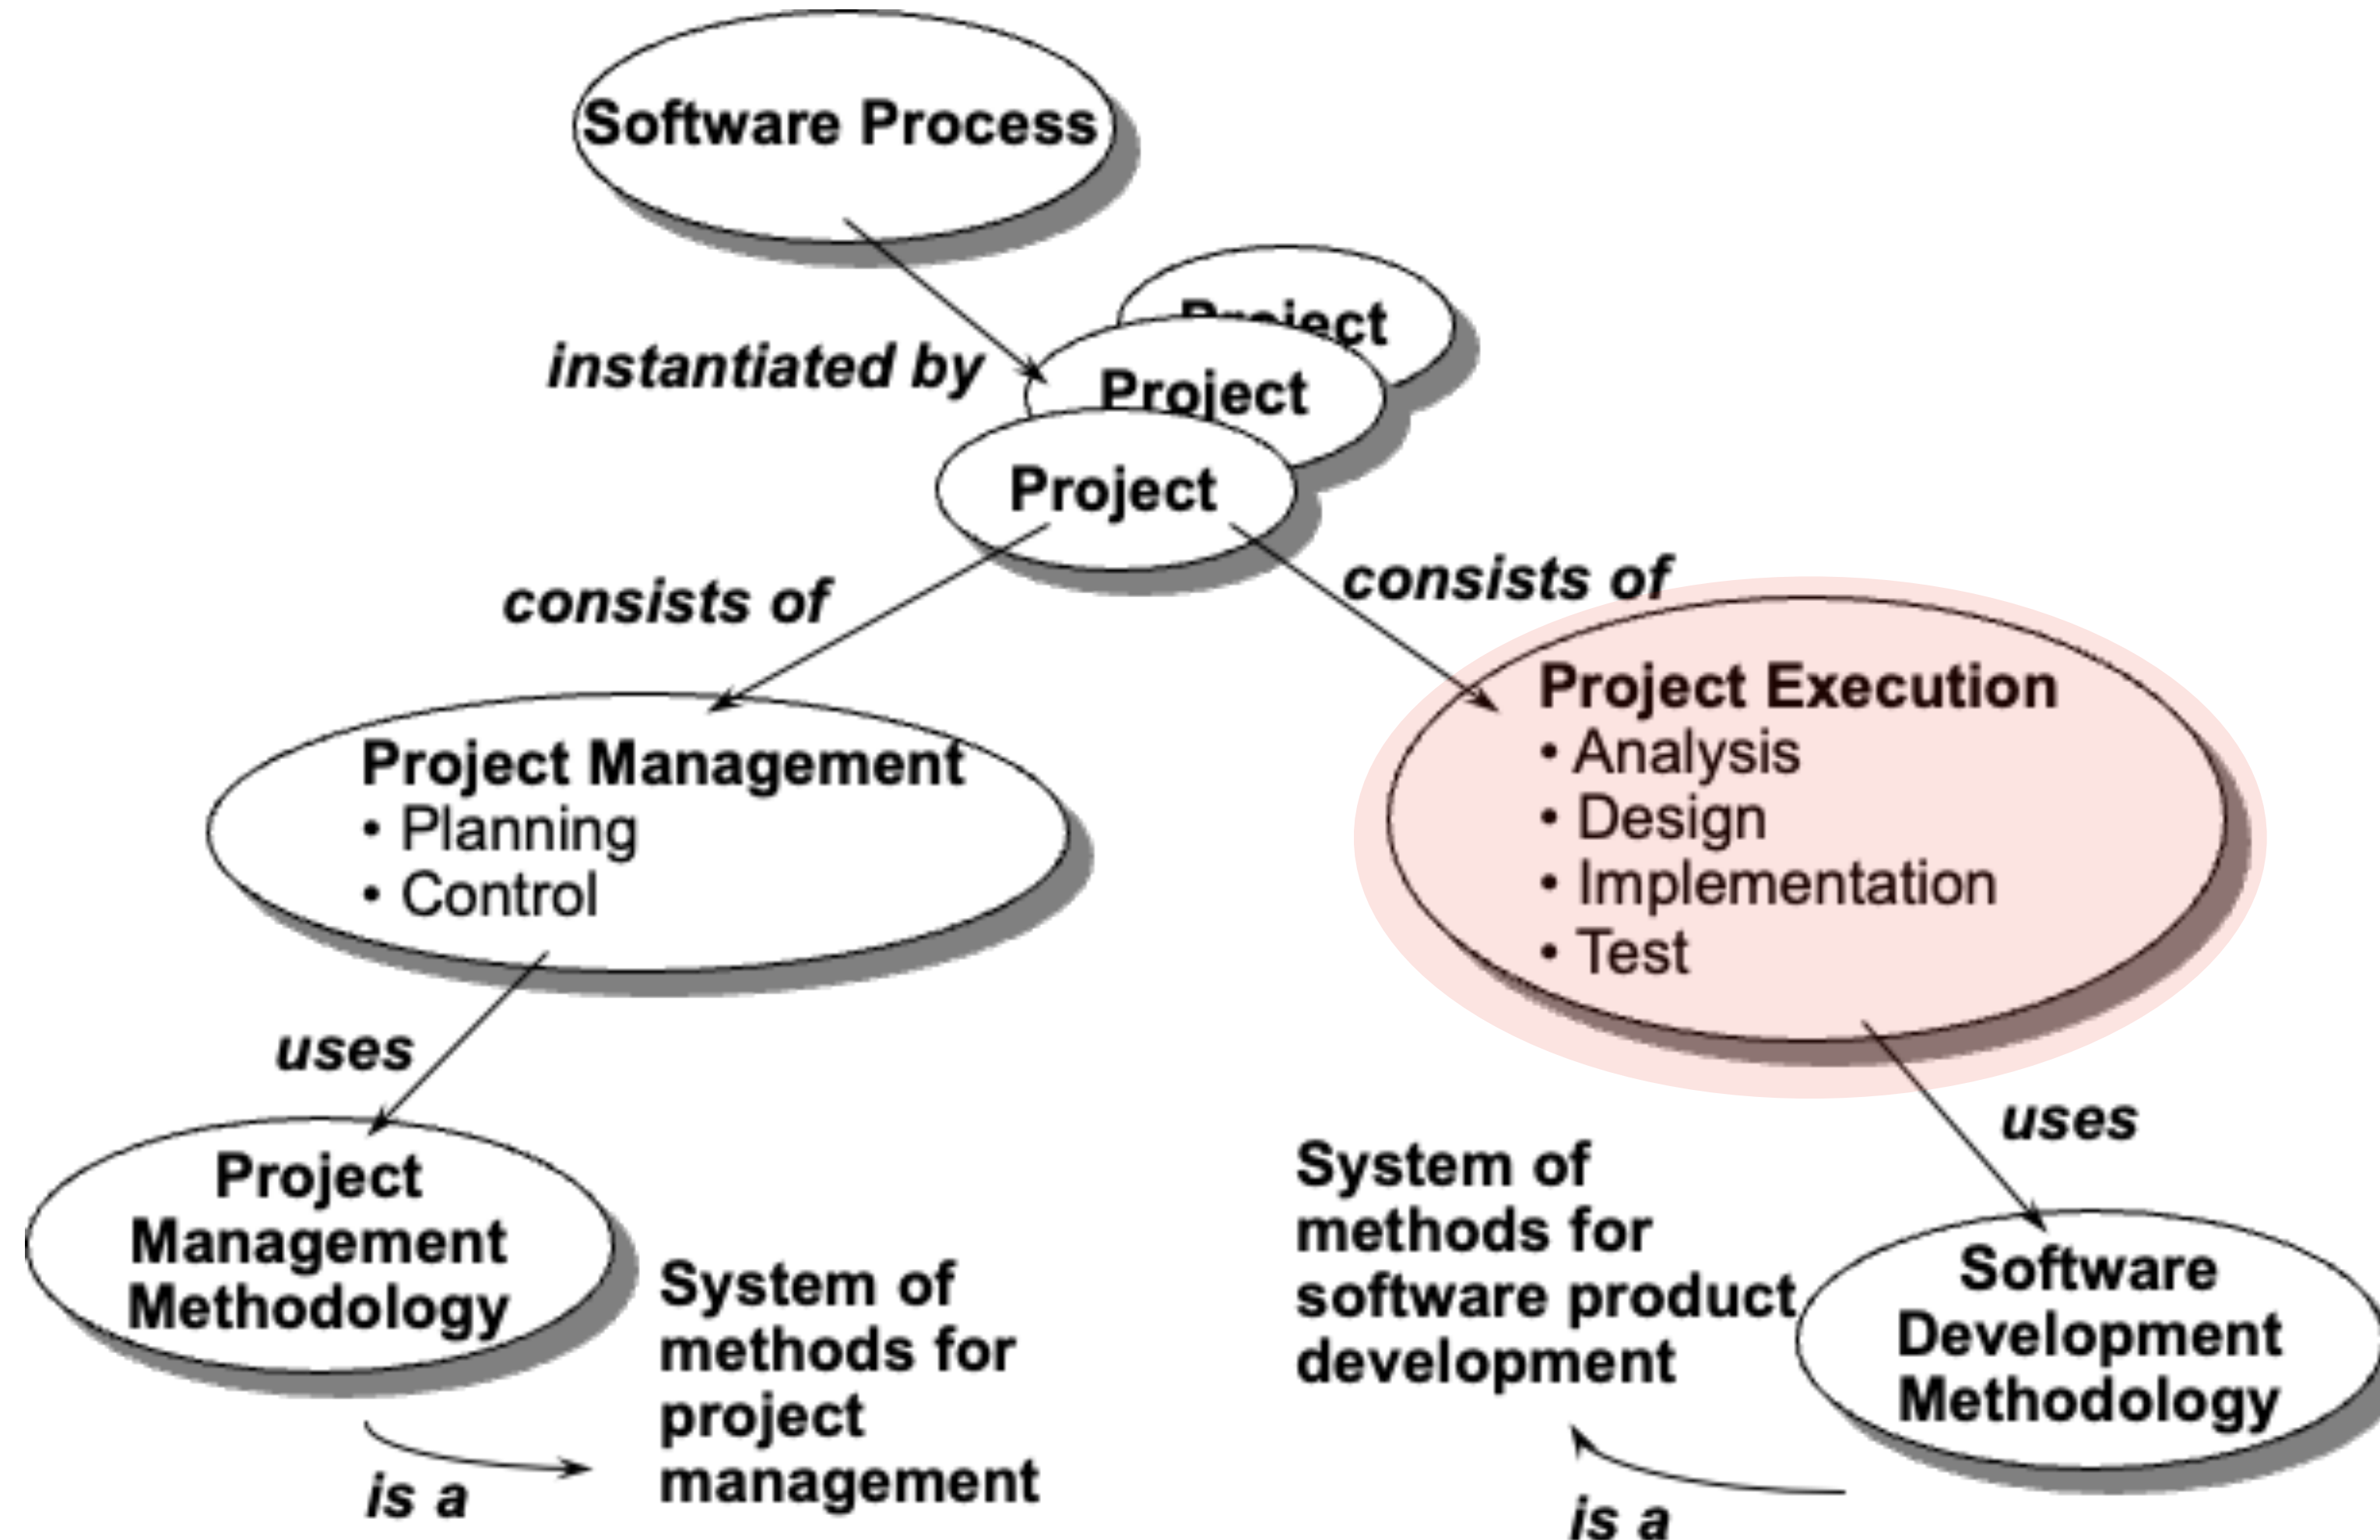 Software Process
Project
instantiated by
Project
Project
consists of
consists of
Project Execution
• Analysis
• Design
• Implementation
• Test
Project Management
• Planning
• Control
uses
uses
Project
Management
Methodology
System of
methods for
project
management
is a
System of
methods for
software product
development
Software
Development
Methodology
is a